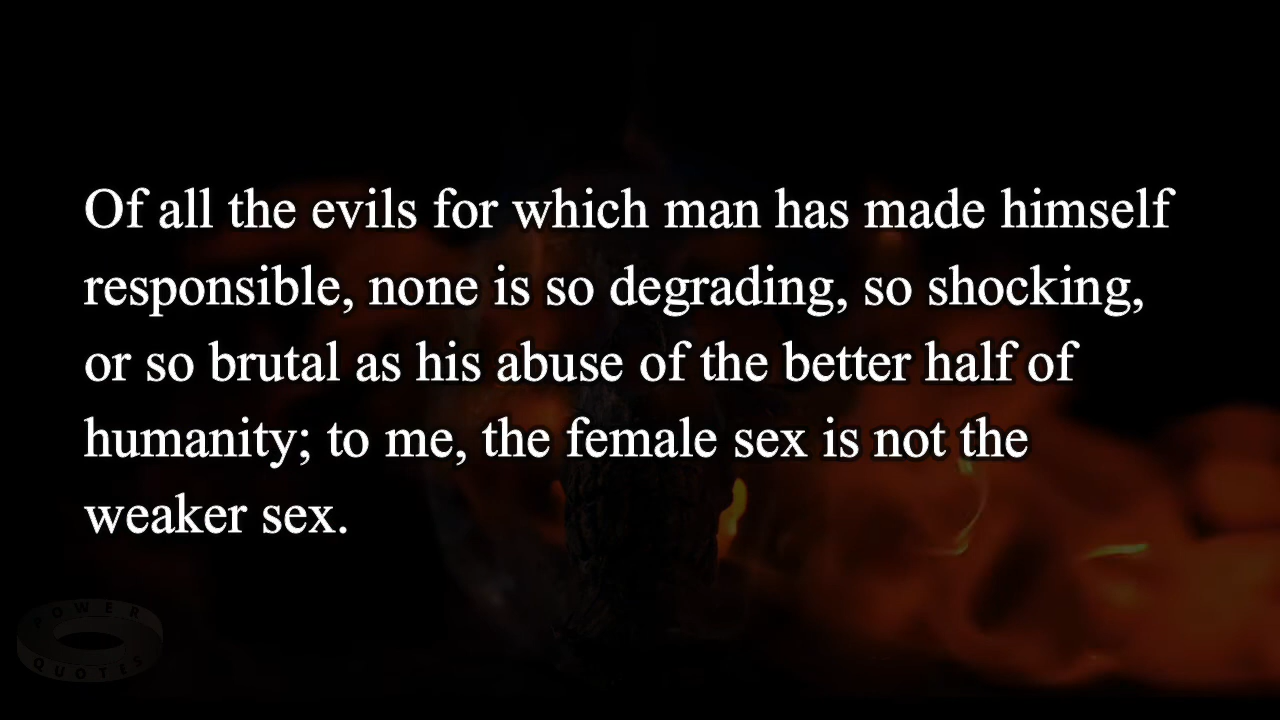 Of all the evils for which man has made himself
responsible, none is so degrading, so shocking,
or so brutal as his abuse of the better half of
humanity; to me, the female sex is not the
weaker sex.
POWER
QUOTES